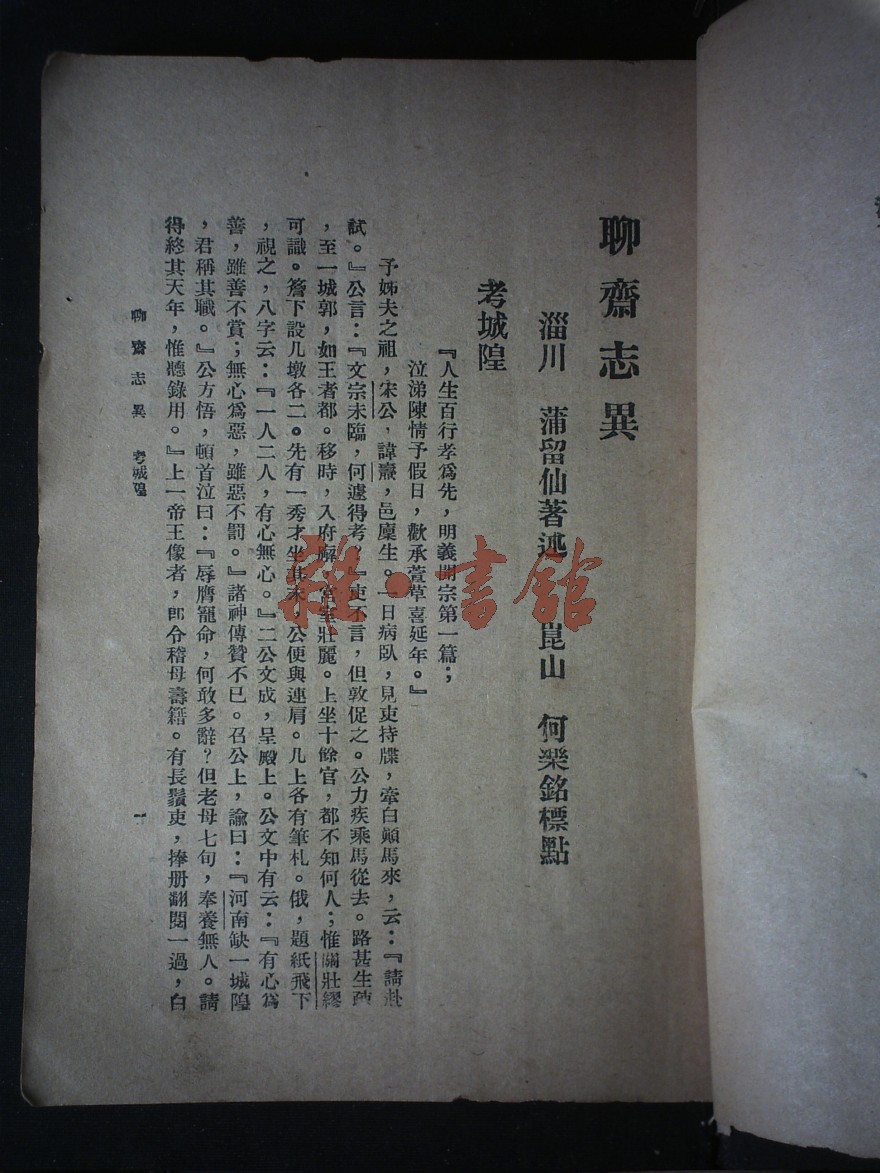 聊齋志異
淄川　蒲留仙著述　崑山　何榮銘標點
考城隍
『人生百行孝爲先，明義開宗第一篇；
泣涕陳情予假日，歡承萱草喜延年。』
予姊夫之祖，宋公，諱燾，邑廩生。一日病臥，見吏持牒，牽白顚馬來，云：『請赴
試。』公言：『文宗未臨，何遽得考？』吏不言，但敦促之。公力疾乘馬從去。路甚生疎
，至一城郭，如王者都。移時，入府廨，宮室壯麗。上坐十餘官，都不知何人；惟關壯繆
可識。簷下設几墩各二。先有一秀才坐其末，公便與連肩。几上各有筆札。俄，題紙飛下
，視之，八字云：『一人二人，有心無心。』二公文成，呈殿上。公文中有云：『有心爲
善，雖善不賞；無心爲惡，雖惡不罰。』諸神傳贊不已。召公上，諭曰：『河南缺一城隍
，君稱其職。』公方悟，頓首泣曰：『辱膺寵命，何敢多辭？但老母七旬，奉養無人。請
得終其天年，惟聽錄用。』上一帝王像者，卽令稽母壽籍。有長鬚吏，捧册翻閱一過，白
聊齋志異　考城隍
一
雜·書館